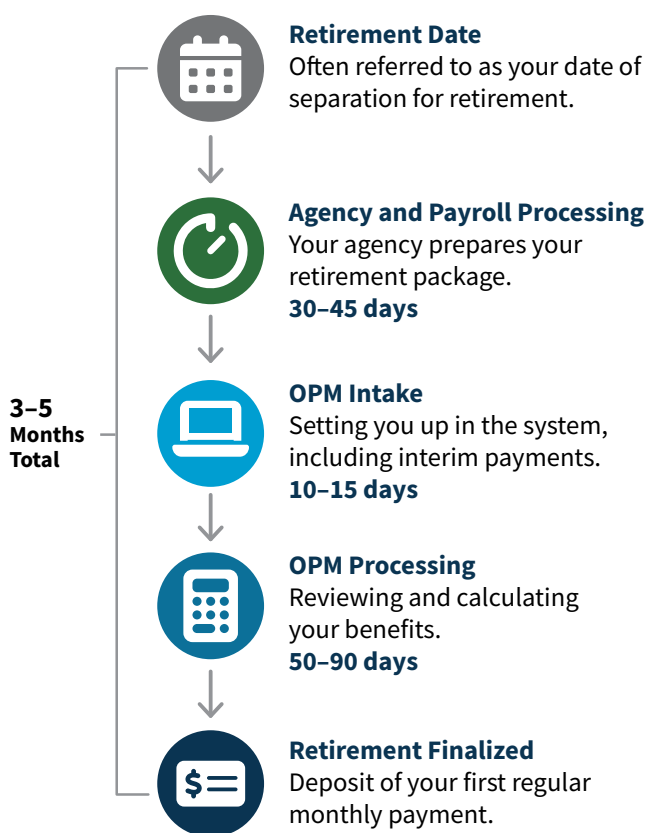 Retirement Date
Often referred to as your date of
separation for retirement.
Agency and Payroll Processing
Your agency prepares your
retirement package.
30–45 days
3–5
Months
Total
OPM Intake
Setting you up in the system,
including interim payments.
10–15 days
OPM Processing
Reviewing and calculating
your benefits.
50–90 days
$
Retirement Finalized
Deposit of your first regular
monthly payment.